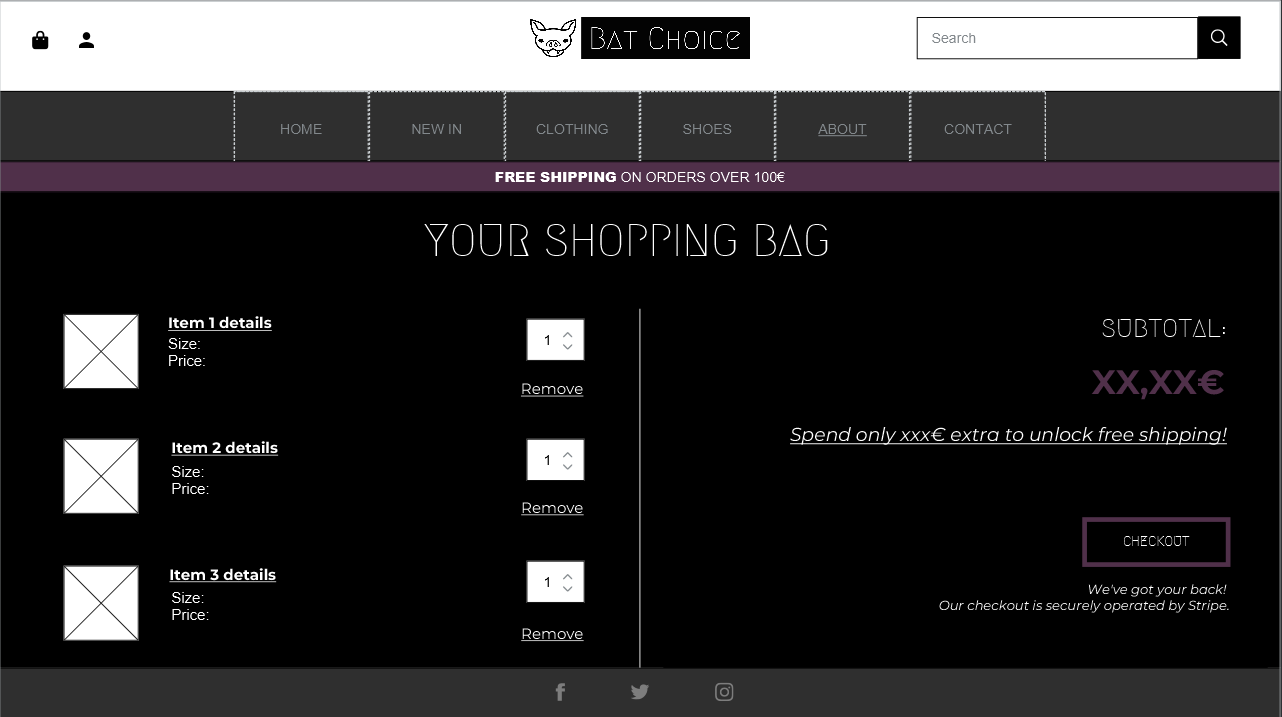 Bat Choice
Search
HOME NEW IN CLOTHING SHOES ABOUT CONTACT
FREE SHIPPING ON ORDERS OVER 100€
YOUR SHOPPING BAG
Item 1 details
Size:
Price:
1
Remove
Item 2 details
Size:
Price:
1
Remove
Item 3 details
Size:
Price:
1
Remove
SUBTOTAL:
XX,XX€
Spend only xxx€ extra to unlock free shipping!
CHECKOUT
We've got your back!
Our checkout is securely operated by Stripe.